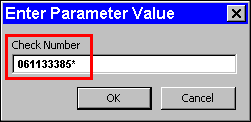 Enter Parameter Value
Check Number
061133385*
OK
Cancel